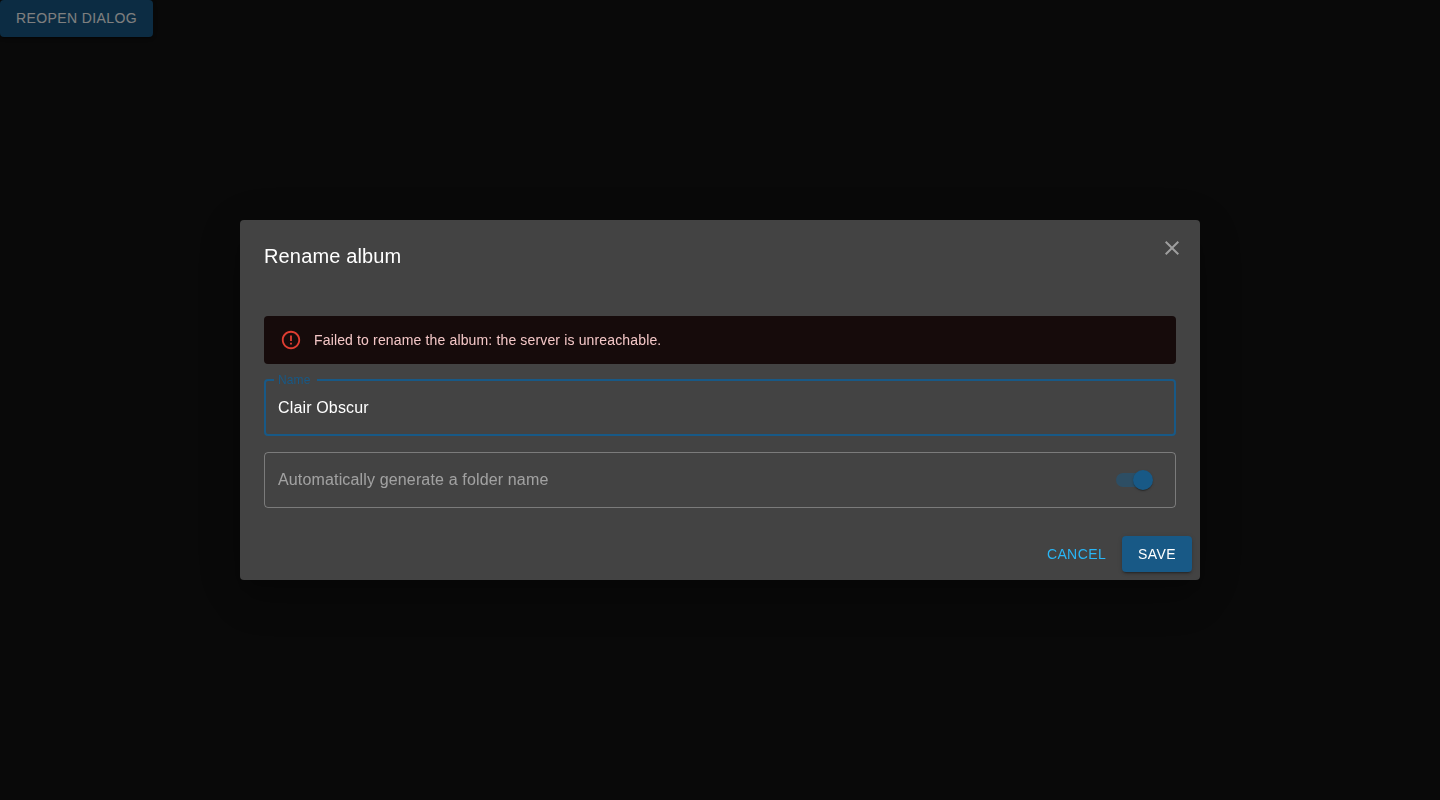 REOPEN DIALOG
Rename album
Failed to rename the album: the server is unreachable.
Name
Clair Obscur
Automatically generate a folder name
CANCEL
SAVE